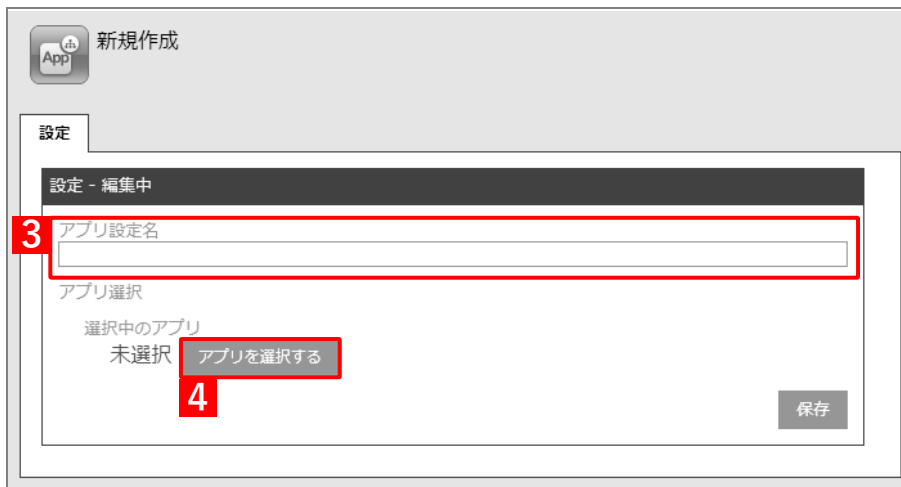 App
新規作成
設定
設定 - 編集中
3
アプリ設定名
アプリ選択
選択中のアプリ
未選択 アプリを選択する
4
保存